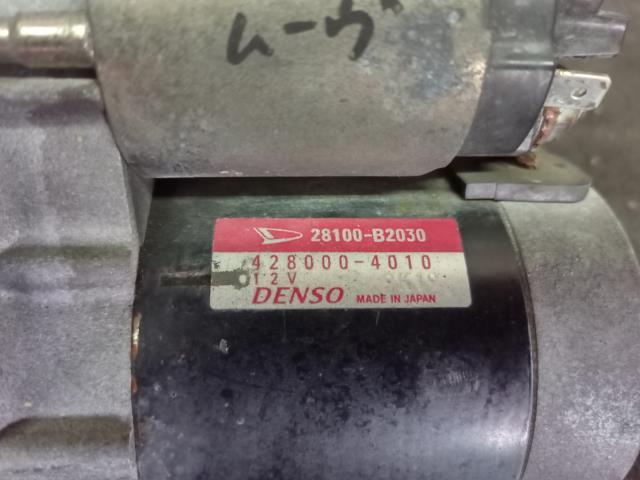 ムーヴ
28100-B2030
428000-4010
12V
DENSO MADE IN JAPAN